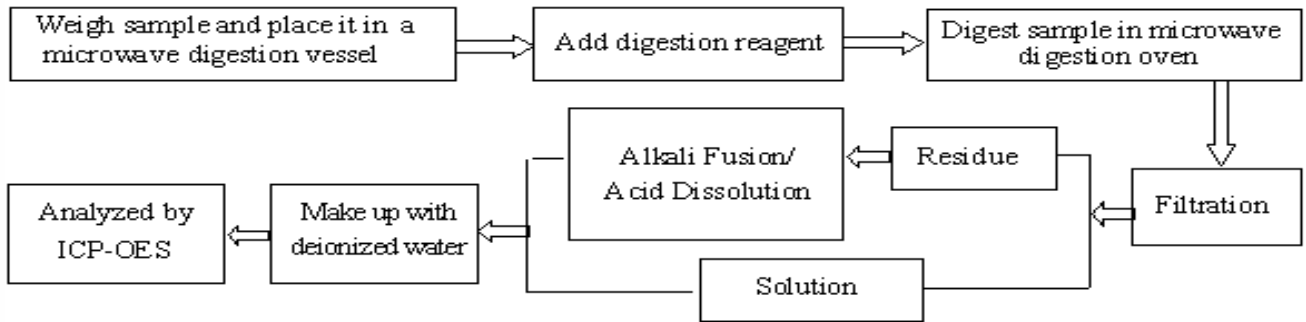 Weigh sample and place it in a
microwave digestion vessel
Add digestion reagent
Digest sample in microwave
digestion oven
Filtration
Residue
Alkali Fusion/
Acid Dissolution
Solution
Make up with
deionized water
Analyzed by
ICP-OES